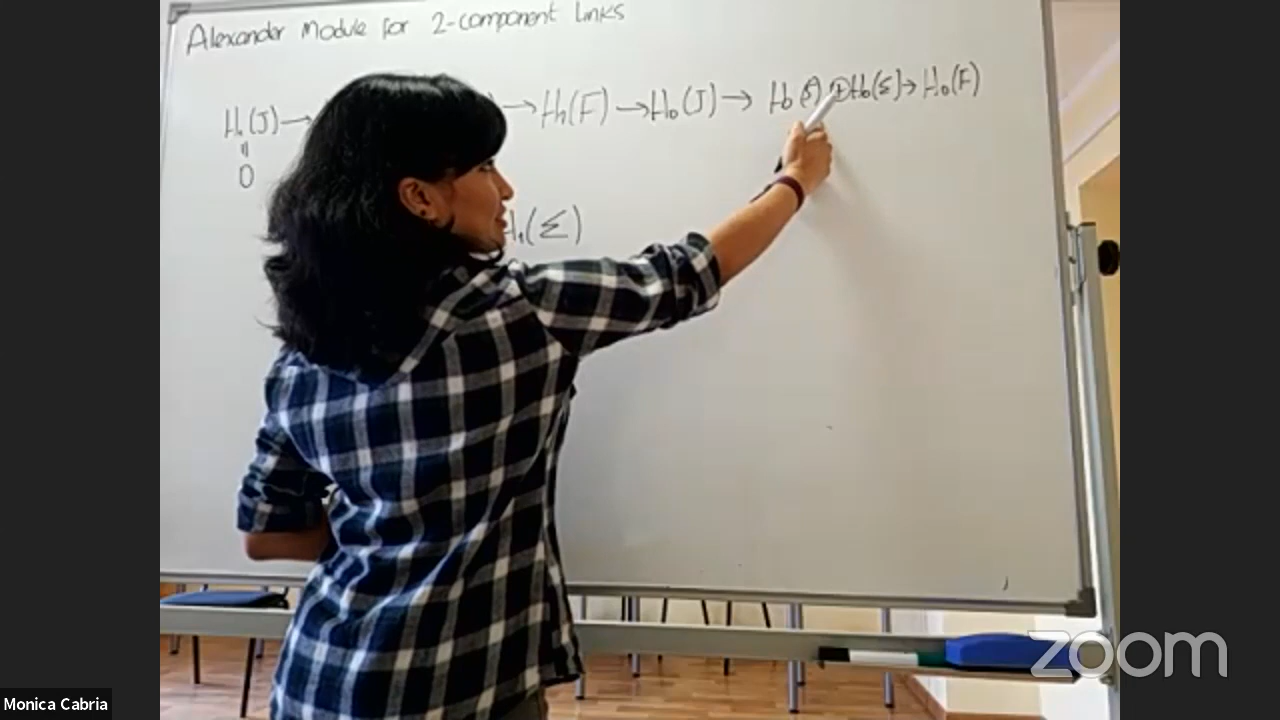 Alexander Module for 2-component Links
H₁(J) → ) → H₁(F) → H₀(J) → H₀(S) ⊕ H₀(Σ) → H₀(F)
॥
0
H₁(Σ)
zoom
Monica Cabria